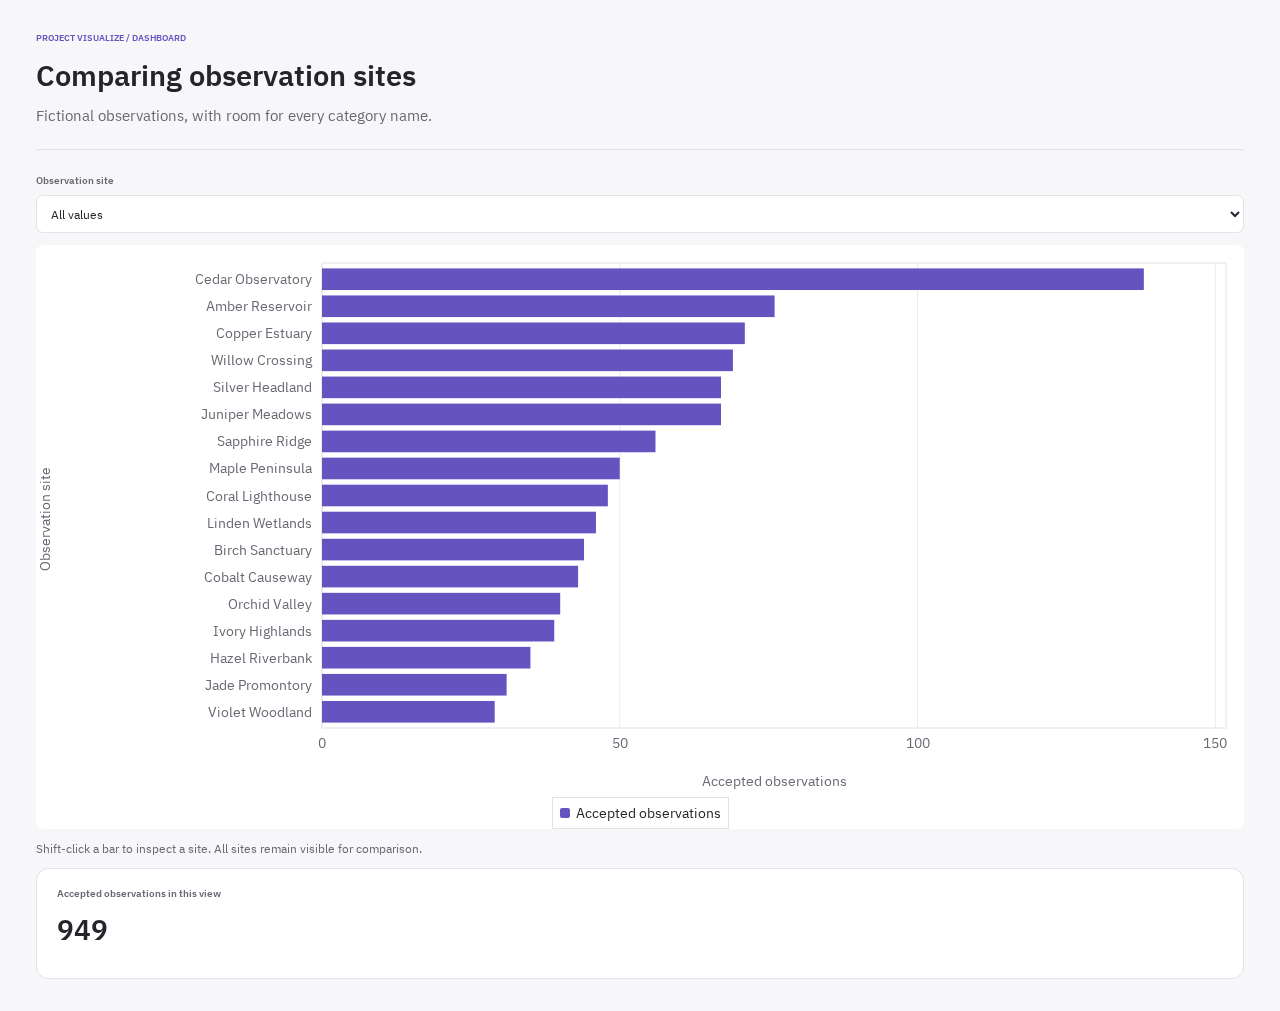 PROJECT VISUALIZE / DASHBOARD
Comparing observation sites
Fictional observations, with room for every category name.
Observation site
All values
Observation site
Cedar Observatory
Amber Reservoir
Copper Estuary
Willow Crossing
Silver Headland
Juniper Meadows
Sapphire Ridge
Maple Peninsula
Coral Lighthouse
Linden Wetlands
Birch Sanctuary
Cobalt Causeway
Orchid Valley
Ivory Highlands
Hazel Riverbank
Jade Promontory
Violet Woodland
0 50 100 150
Accepted observations
Accepted observations
Shift-click a bar to inspect a site. All sites remain visible for comparison.
Accepted observations in this view
949